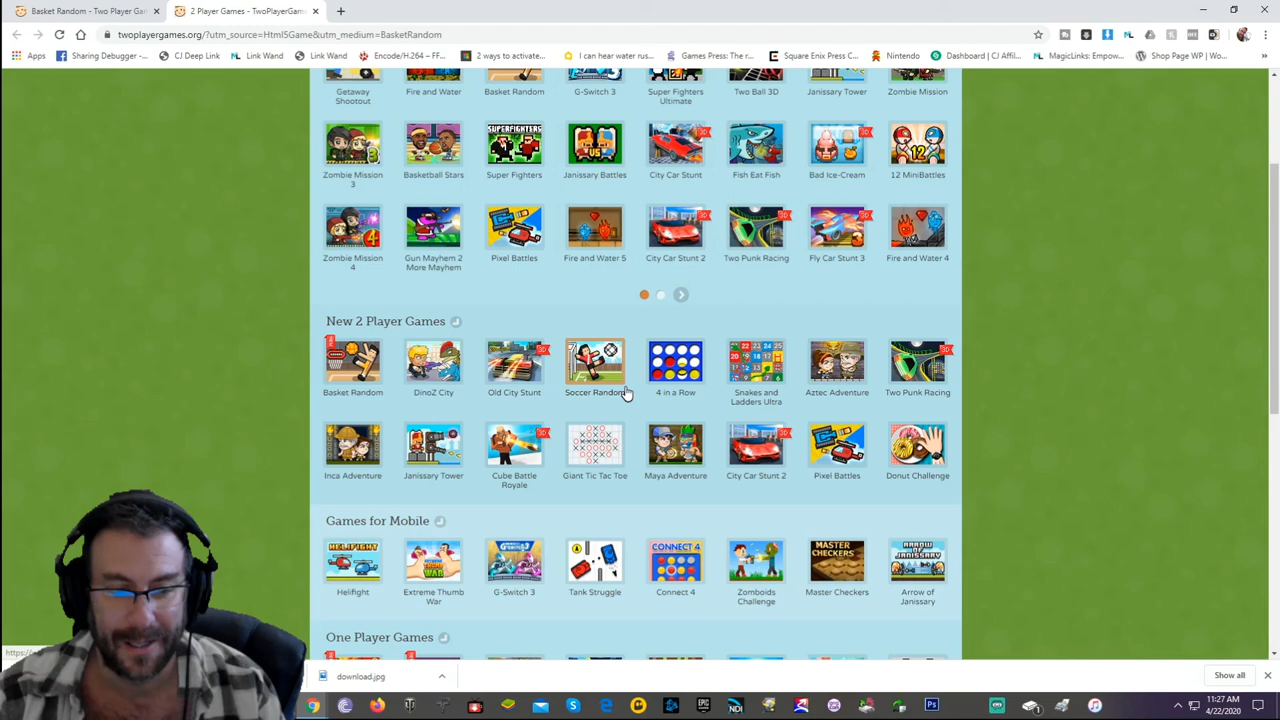 Basket Random - Two Player Gam
2 Player Games - TwoPlayerGame
twoplayergames.org/?utm_source=Html5Game&utm_medium=BasketRandom
Apps
Sharing Debugger -...
CJ Deep Link
Link Wand
Link Wand
Encode/H.264 – FF...
2 ways to activate...
I can hear water rus...
Games Press: The r...
Square Enix Press C...
Nintendo
Dashboard | CJ Affil...
MagicLinks: Empow...
Shop Page WP | Wo...
Getaway Shootout
Fire and Water
Basket Random
G-Switch 3
Super Fighters Ultimate
Two Ball 3D
Janissary Tower
Zombie Mission
Zombie Mission 3
Basketball Stars
Super Fighters
Janissary Battles
City Car Stunt
Fish Eat Fish
Bad Ice-Cream
12 MiniBattles
Zombie Mission 4
Gun Mayhem 2 More Mayhem
Pixel Battles
Fire and Water 5
City Car Stunt 2
Two Punk Racing
Fly Car Stunt 3
Fire and Water 4
New 2 Player Games
Basket Random
DinoZ City
Old City Stunt
Soccer Random
4 in a Row
Snakes and Ladders Ultra
Aztec Adventure
Two Punk Racing
Inca Adventure
Janissary Tower
Cube Battle Royale
Giant Tic Tac Toe
Maya Adventure
City Car Stunt 2
Pixel Battles
Donut Challenge
Games for Mobile
Helifight
Extreme Thumb War
G-Switch 3
Tank Struggle
Connect 4
Zomboids Challenge
Master Checkers
Arrow of Janissary
One Player Games
download.jpg
Show all
11:27 AM
4/22/2020